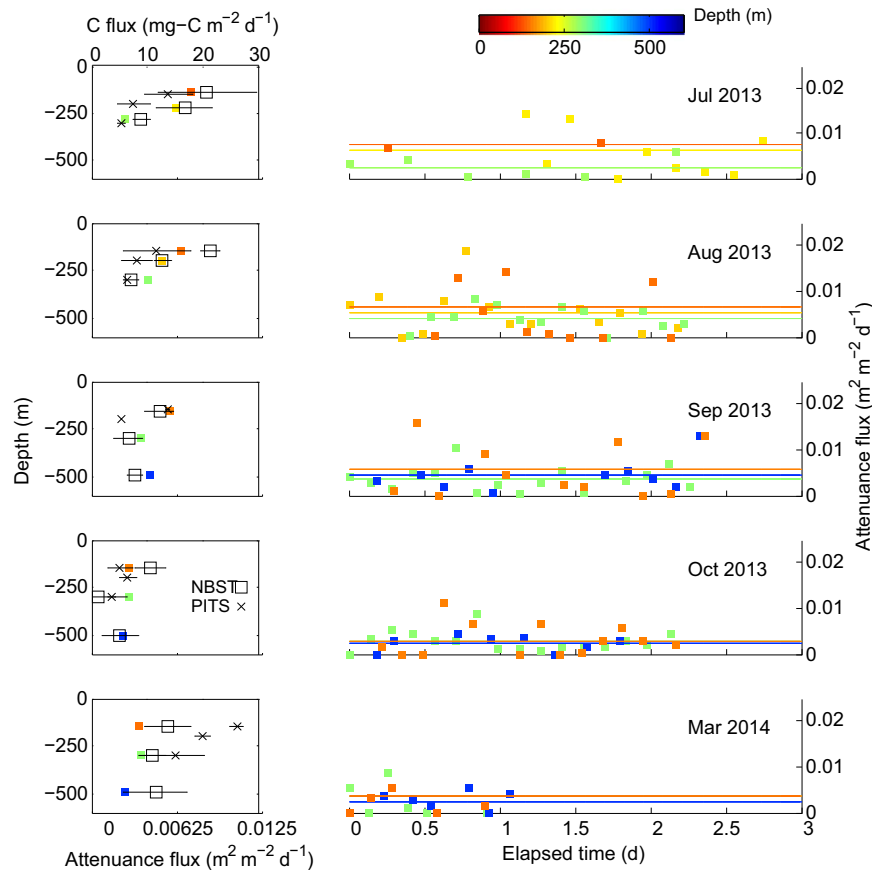 C flux (mg−C m−2 d−1)
0 10 20 30
Depth (m)
0 250 500
0
−250
−500
Jul 2013
0.02
0.01
0
0
−250
−500
Aug 2013
0.02
0.01
0
0
−250
−500
Sep 2013
0.02
0.01
0
0
−250
−500
NBST
PITS
Oct 2013
0.02
0.01
0
0
−250
−500
Mar 2014
0.02
0.01
0
Depth (m)
Attenuance flux (m2 m−2 d−1)
0 0.00625 0.0125
Attenuance flux (m2 m−2 d−1)
0 0.5 1 1.5 2 2.5 3
Elapsed time (d)